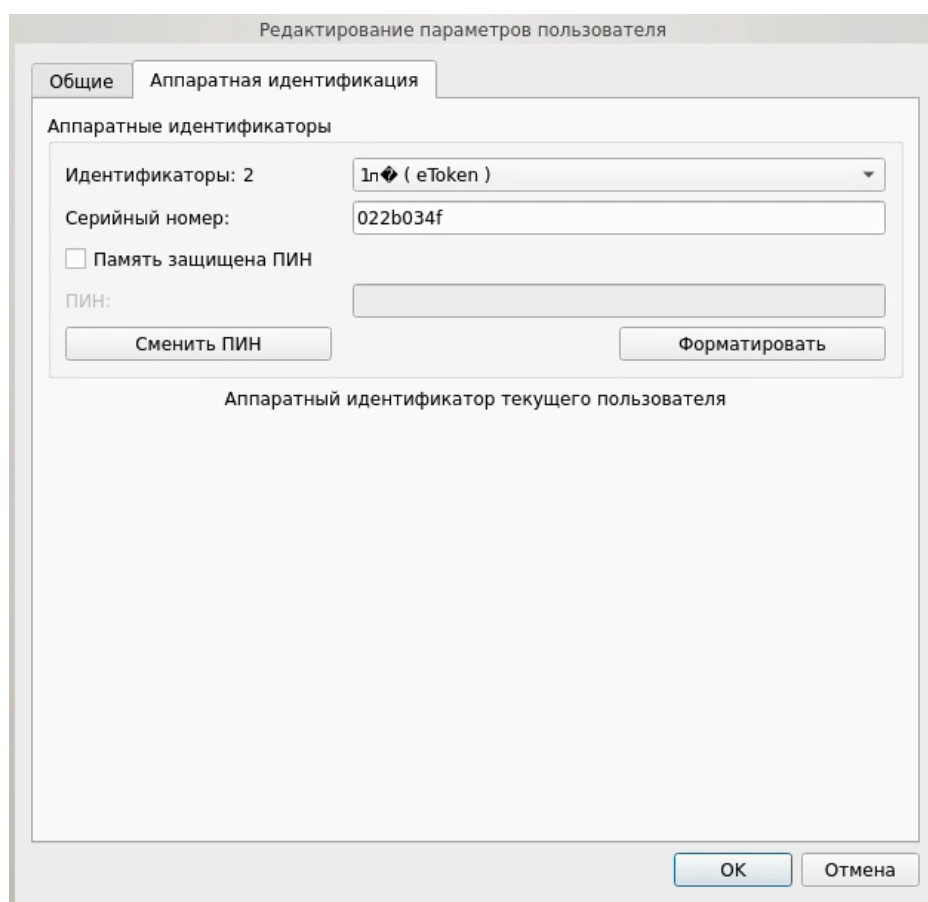 Редактирование параметров пользователя
Общие
Аппаратная идентификация
Аппаратные идентификаторы
Идентификаторы: 2
1п� ( eToken )
Серийный номер:
022b034f
Память защищена ПИН
ПИН:
Сменить ПИН
Форматировать
Аппаратный идентификатор текущего пользователя
OK
Отмена